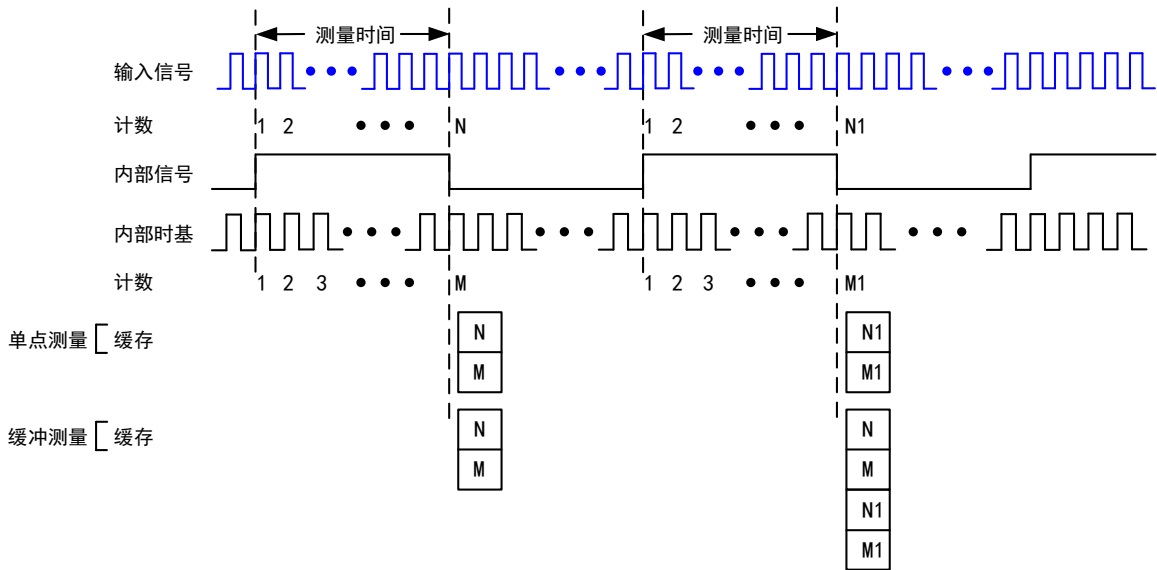 测量时间 测量时间
输入信号
计数 1 2 N 1 2 N1
内部信号
内部时基
计数 1 2 3 M 1 2 3 M1
单点测量 缓存 N N1
M M1
缓冲测量 缓存 N N
M M
N1
M1